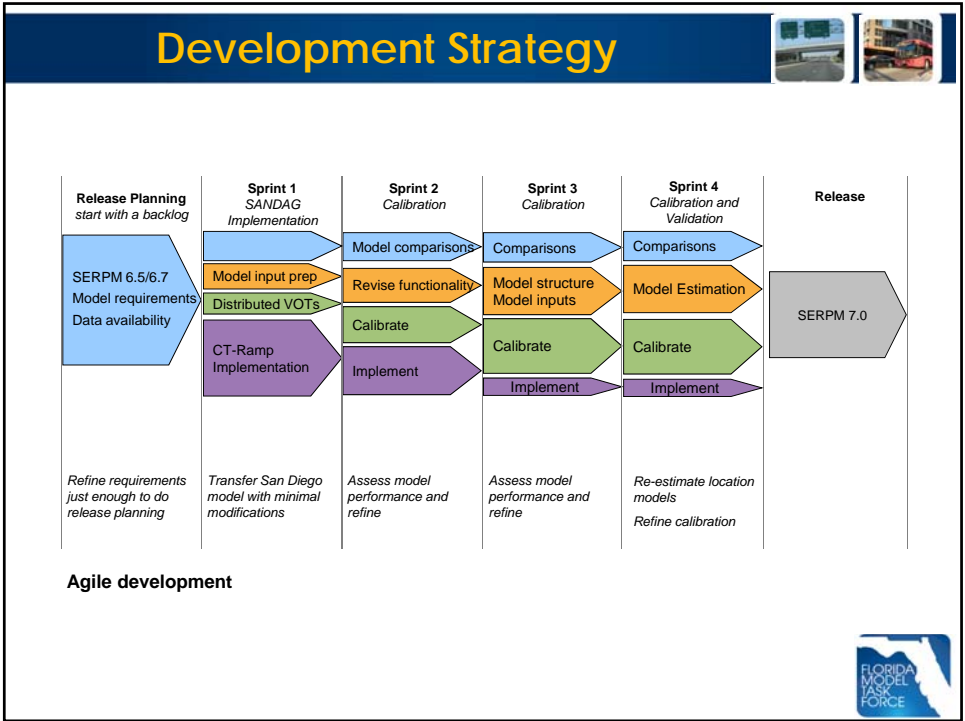 Development Strategy
Release Planning
start with a backlog
SERPM 6.5/6.7
Model requirements
Data availability
Refine requirements
just enough to do
release planning
Sprint 1
SANDAG
Implementation
Model input prep
Distributed VOTs
CT-Ramp
Implementation
Transfer San Diego
model with minimal
modifications
Sprint 2
Calibration
Model comparisons
Revise functionality
Calibrate
Implement
Assess model
performance and
refine
Sprint 3
Calibration
Comparisons
Model structure
Model inputs
Calibrate
Implement
Assess model
performance and
refine
Sprint 4
Calibration and
Validation
Comparisons
Model Estimation
Calibrate
Implement
Re-estimate location
models
Refine calibration
Release
SERPM 7.0
Agile development
FLORIDA
MODEL
TASK
FORCE